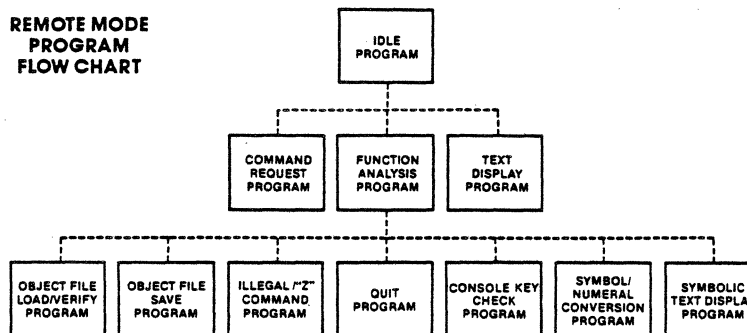 REMOTE MODE
PROGRAM
FLOW CHART
IDLE
PROGRAM
COMMAND
REQUEST
PROGRAM
FUNCTION
ANALYSIS
PROGRAM
TEXT
DISPLAY
PROGRAM
OBJECT FILE
LOAD/VERIFY
PROGRAM
OBJECT FILE
SAVE
PROGRAM
ILLEGAL/"Z"
COMMAND
PROGRAM
QUIT
PROGRAM
CONSOLE KEY
CHECK
PROGRAM
SYMBOL/
NUMERAL
CONVERSION
PROGRAM
SYMBOLIC
TEXT DISPLA
PROGRAM